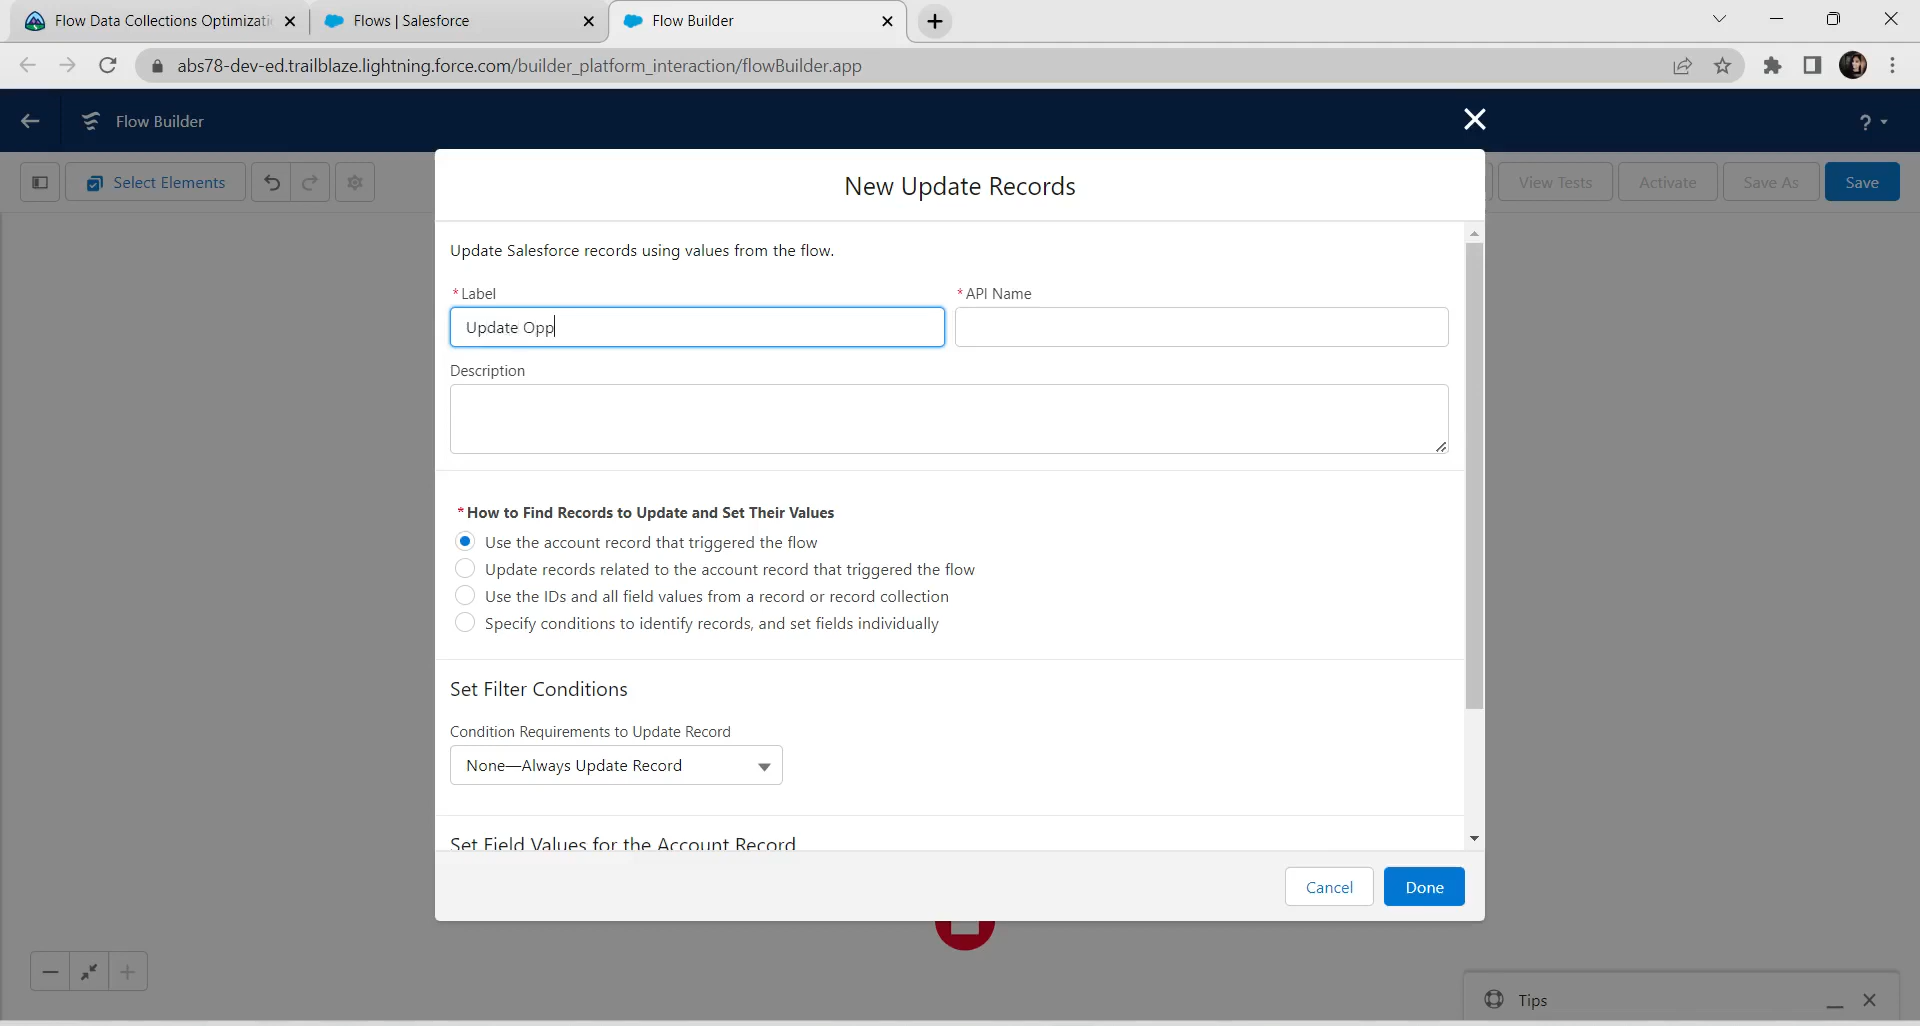 Flow Data Collections Optimizati
Flows | Salesforce
Flow Builder
abs78-dev-ed.trailblaze.lightning.force.com/builder_platform_interaction/flowBuilder.app
Flow Builder
?
Select Elements
View Tests
Activate
Save As
Save
New Update Records
Update Salesforce records using values from the flow.
* Label
* API Name
Update Opp
Description
* How to Find Records to Update and Set Their Values
Use the account record that triggered the flow
Update records related to the account record that triggered the flow
Use the IDs and all field values from a record or record collection
Specify conditions to identify records, and set fields individually
Set Filter Conditions
Condition Requirements to Update Record
None—Always Update Record
Set Field Values for the Account Record
Cancel
Done
Tips